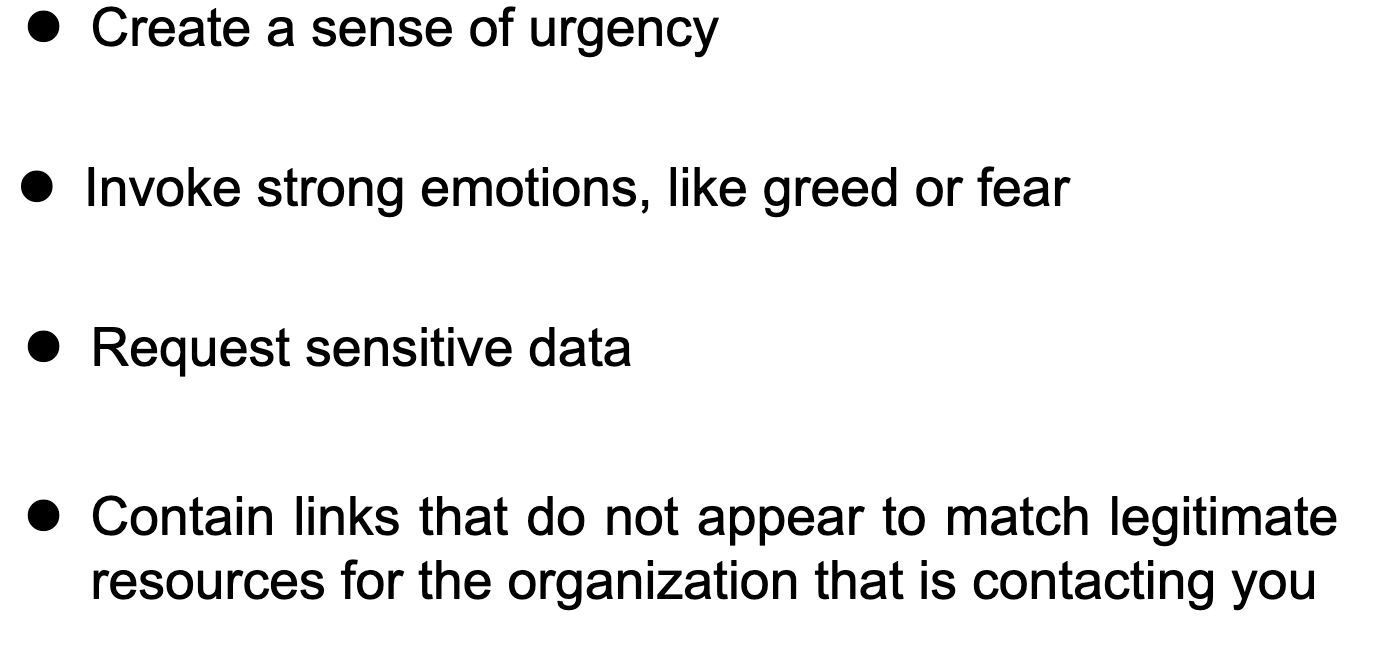 ● Create a sense of urgency
● Invoke strong emotions, like greed or fear
● Request sensitive data
● Contain links that do not appear to match legitimate
resources for the organization that is contacting you